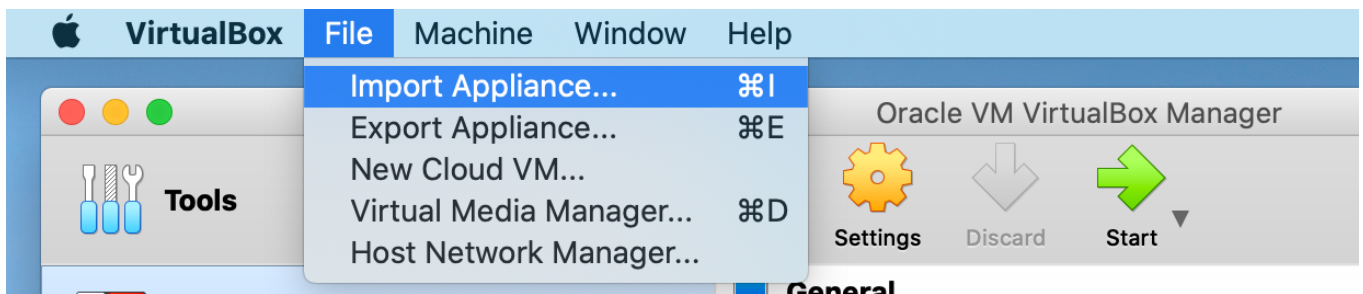 VirtualBox File Machine Window Help
Import Appliance... ⌘I
Export Appliance... ⌘E
New Cloud VM...
Virtual Media Manager... ⌘D
Host Network Manager...
Oracle VM VirtualBox Manager
Tools
Settings Discard Start
General